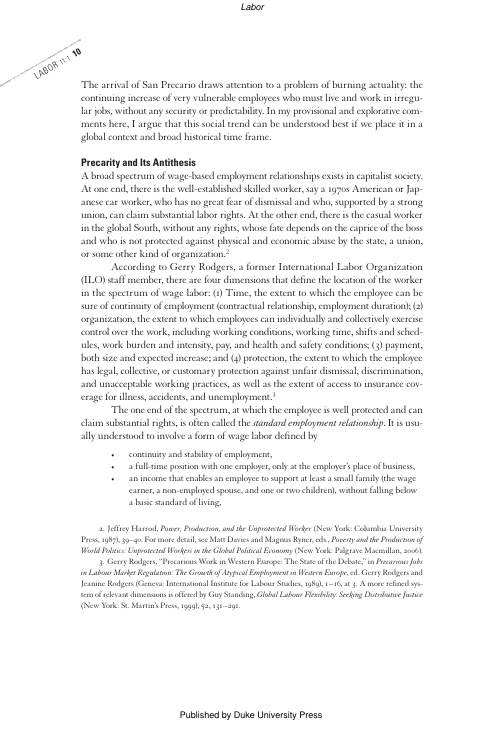 Labor
LABOR 11:1 10
The arrival of San Precario draws attention to a problem of burning actuality: the
continuing increase of very vulnerable employees who must live and work in irregu-
lar jobs, without any security or predictability. In my provisional and explorative com-
ments here, I argue that this social trend can be understood best if we place it in a
global context and broad historical time frame.
Precarity and Its Antithesis
A broad spectrum of wage-based employment relationships exists in capitalist society.
At one end, there is the well-established skilled worker, say a 1970s American or Jap-
anese car worker, who has no great fear of dismissal and who, supported by a strong
union, can claim substantial labor rights. At the other end, there is the casual worker
in the global South, without any rights, whose fate depends on the caprice of the boss
and who is not protected against physical and economic abuse by the state, a union,
or some other kind of organization.2
According to Gerry Rodgers, a former International Labor Organization
(ILO) staff member, there are four dimensions that define the location of the worker
in the spectrum of wage labor: (1) Time, the extent to which the employee can be
sure of continuity of employment (contractual relationship, employment duration); (2)
organization, the extent to which employees can individually and collectively exercise
control over the work, including working conditions, working time, shifts and sched-
ules, work burden and intensity, pay, and health and safety conditions; (3) payment,
both size and expected increase; and (4) protection, the extent to which the employee
has legal, collective, or customary protection against unfair dismissal, discrimination,
and unacceptable working practices, as well as the extent of access to insurance cov-
erage for illness, accidents, and unemployment.3
The one end of the spectrum, at which the employee is well protected and can
claim substantial rights, is often called the standard employment relationship. It is usu-
ally understood to involve a form of wage labor defined by
• continuity and stability of employment,
• a full-time position with one employer, only at the employer's place of business,
• an income that enables an employee to support at least a small family (the wage
earner, a non-employed spouse, and one or two children), without falling below
a basic standard of living,
2. Jeffrey Harrod, Power, Production, and the Unprotected Worker (New York: Columbia University
Press, 1987), 39–40. For more detail, see Matt Davies and Magnus Ryner, eds., Poverty and the Production of
World Politics: Unprotected Workers in the Global Political Economy (New York: Palgrave Macmillan, 2006).
3. Gerry Rodgers, "Precarious Work in Western Europe: The State of the Debate," in Precarious Jobs
in Labour Market Regulation: The Growth of Atypical Employment in Western Europe, ed. Gerry Rodgers and
Jeanine Rodgers (Geneva: International Institute for Labour Studies, 1989), 1–16, at 3. A more refined sys-
tem of relevant dimensions is offered by Guy Standing, Global Labour Flexibility: Seeking Distributive Justice
(New York: St. Martin's Press, 1999), 52, 131–291.
Published by Duke University Press